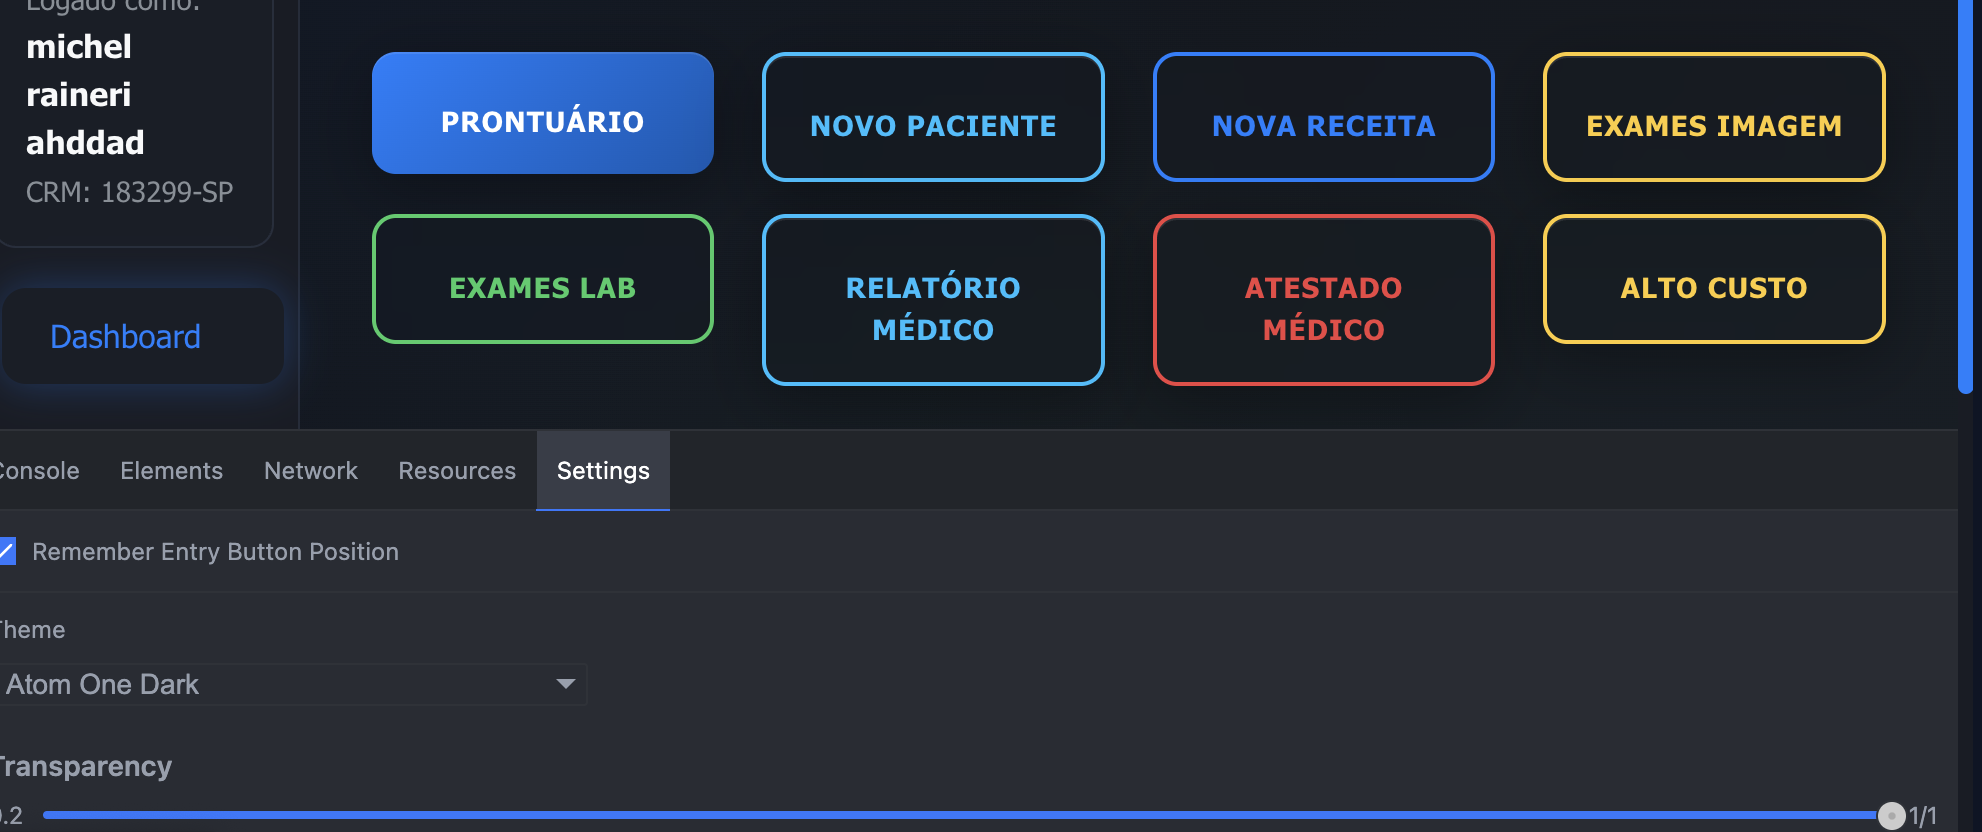 Logado como:
michel
raineri
ahddad
CRM: 183299-SP
Dashboard
PRONTUÁRIO
NOVO PACIENTE
NOVA RECEITA
EXAMES IMAGEM
EXAMES LAB
RELATÓRIO
MÉDICO
ATESTADO
MÉDICO
ALTO CUSTO
Console Elements Network Resources Settings
Remember Entry Button Position
Theme
Atom One Dark
Transparency
0.2 1/1